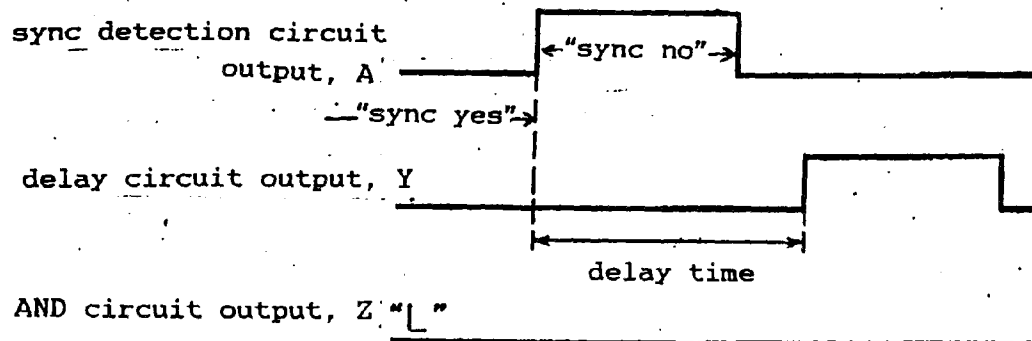 sync detection circuit
output, A
"sync no"
"sync yes"
delay circuit output, Y
delay time
AND circuit output, Z "L"